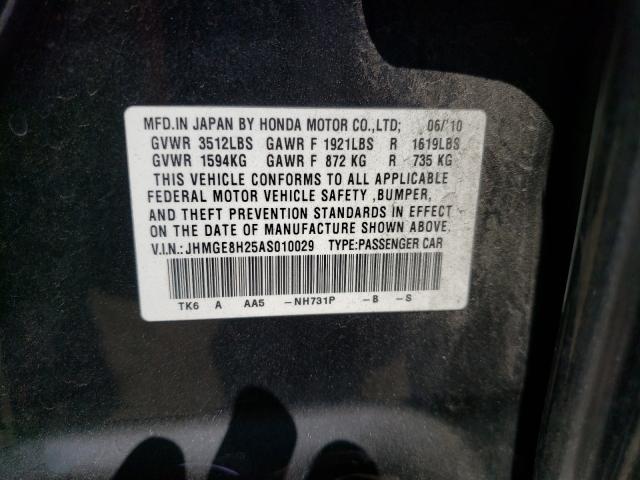 MFD.IN JAPAN BY HONDA MOTOR CO.,LTD; 06/'10
GVWR 3512LBS GAWR F 1921LBS R 1619LBS
GVWR 1594KG GAWR F 872 KG R 735 KG
THIS VEHICLE CONFORMS TO ALL APPLICABLE
FEDERAL MOTOR VEHICLE SAFETY ,BUMPER,
AND THEFT PREVENTION STANDARDS IN EFFECT
ON THE DATE OF MANUFACTURE SHOWN ABOVE.
V.I.N.: JHMGE8H25AS010029 TYPE:PASSENGER CAR
TK6 A AA5 -NH731P -B -S